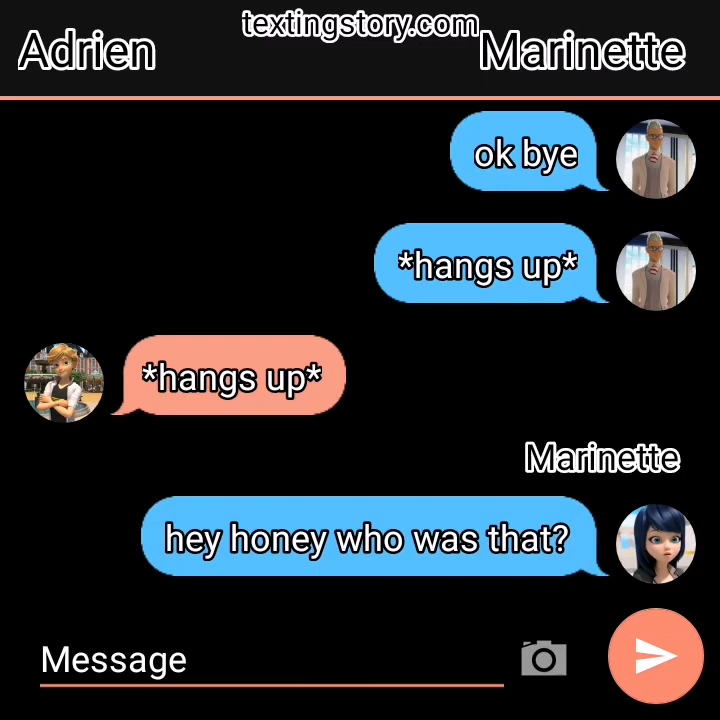 textingstory.com
Adrien Marinette
ok bye
*hangs up*
*hangs up*
Marinette
hey honey who was that?
Message